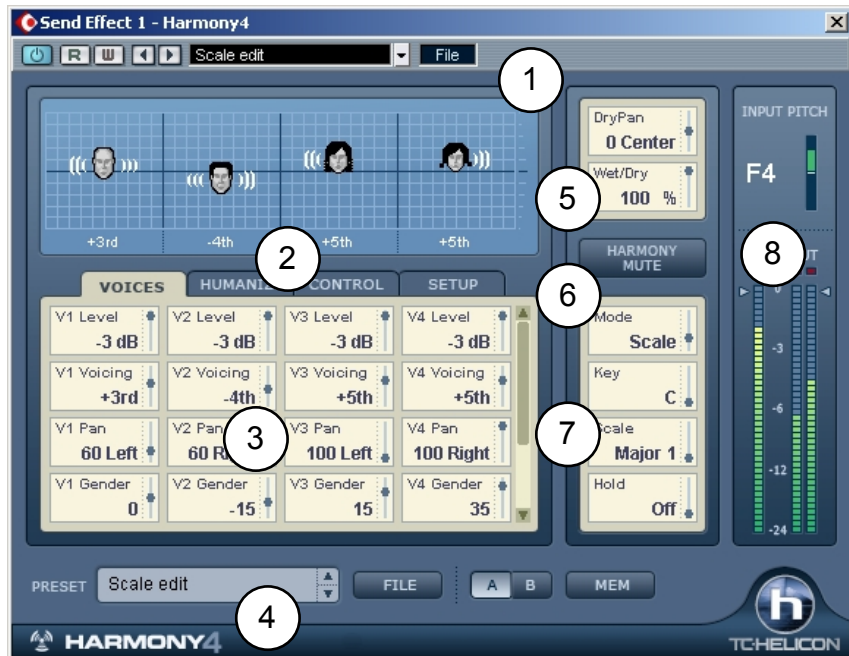 Send Effect 1 - Harmony4
R W Scale edit File
1
DryPan
0 Center
Wet/Dry
100 %
5
INPUT PITCH
F4
+3rd -4th +5th +5th
2
HARMONY
MUTE
8
VOICES CONTROL SETUP
6
V1 Level V2 Level V3 Level V4 Level
-3 dB -3 dB -3 dB -3 dB
V1 Voicing V2 Voicing V3 Voicing V4 Voicing
+3rd -4th +5th +5th
V1 Pan V2 Pan V3 Pan V4 Pan
60 Left 60 100 Left 100 Right
3
V1 Gender V2 Gender V3 Gender V4 Gender
0 -15 15 35
Mode
Scale
Key
C
7
Scale
Major 1
Hold
Off
0
-3
-6
-12
-24
PRESET Scale edit FILE A B MEM
4
HARMONY4
h
TC·HELICON